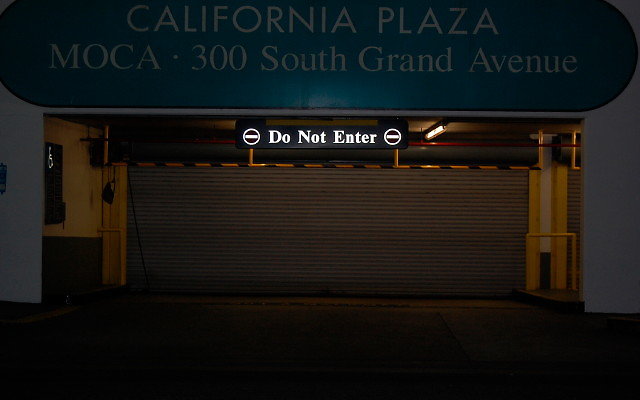 CALIFORNIA PLAZA
MOCA · 300 South Grand Avenue
Do Not Enter